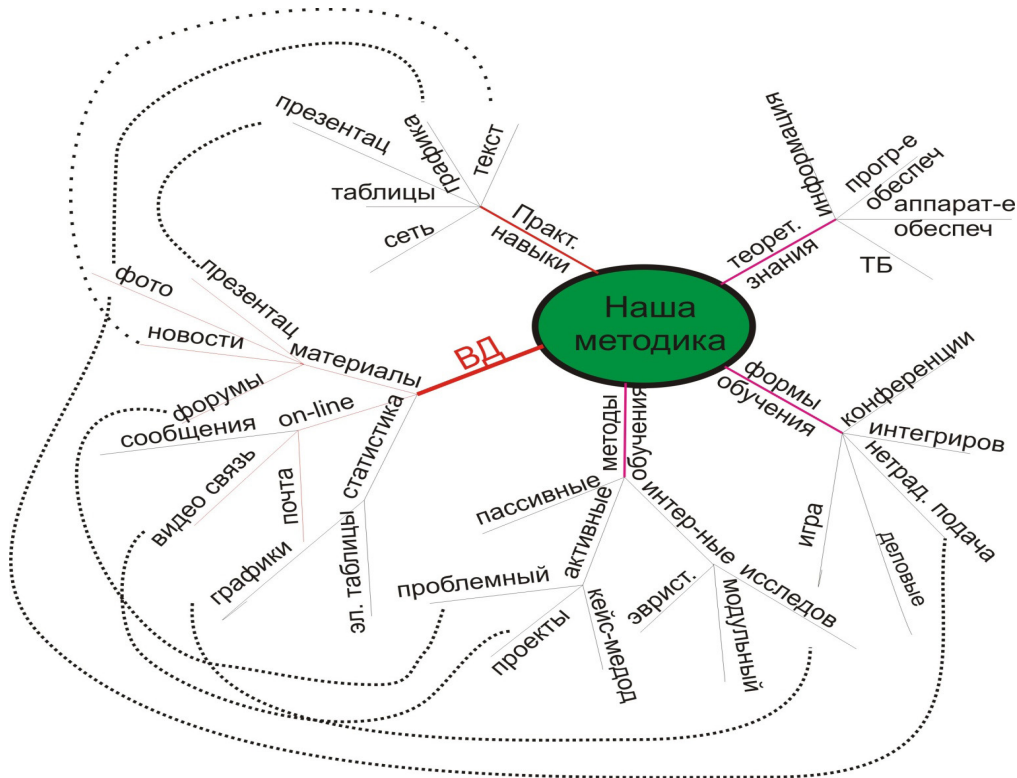 Наша
методика
Практ.
навыки
презентац
графика
текст
таблицы
сеть
теорет.
знания
информации
прогр-е
обеспеч
аппарат-е
обеспеч
ТБ
формы
обучения
конференции
интегриров
нетрад. подача
деловые
игра
методы
обучения
пассивные
активные
проблемный
проекты
кейс-медод
интер-ные
эврист.
модульный
исследов
ВД
материалы
презентац
фото
новости
форумы
on-line
сообщения
видео связь
почта
статистика
графики
эл. таблицы